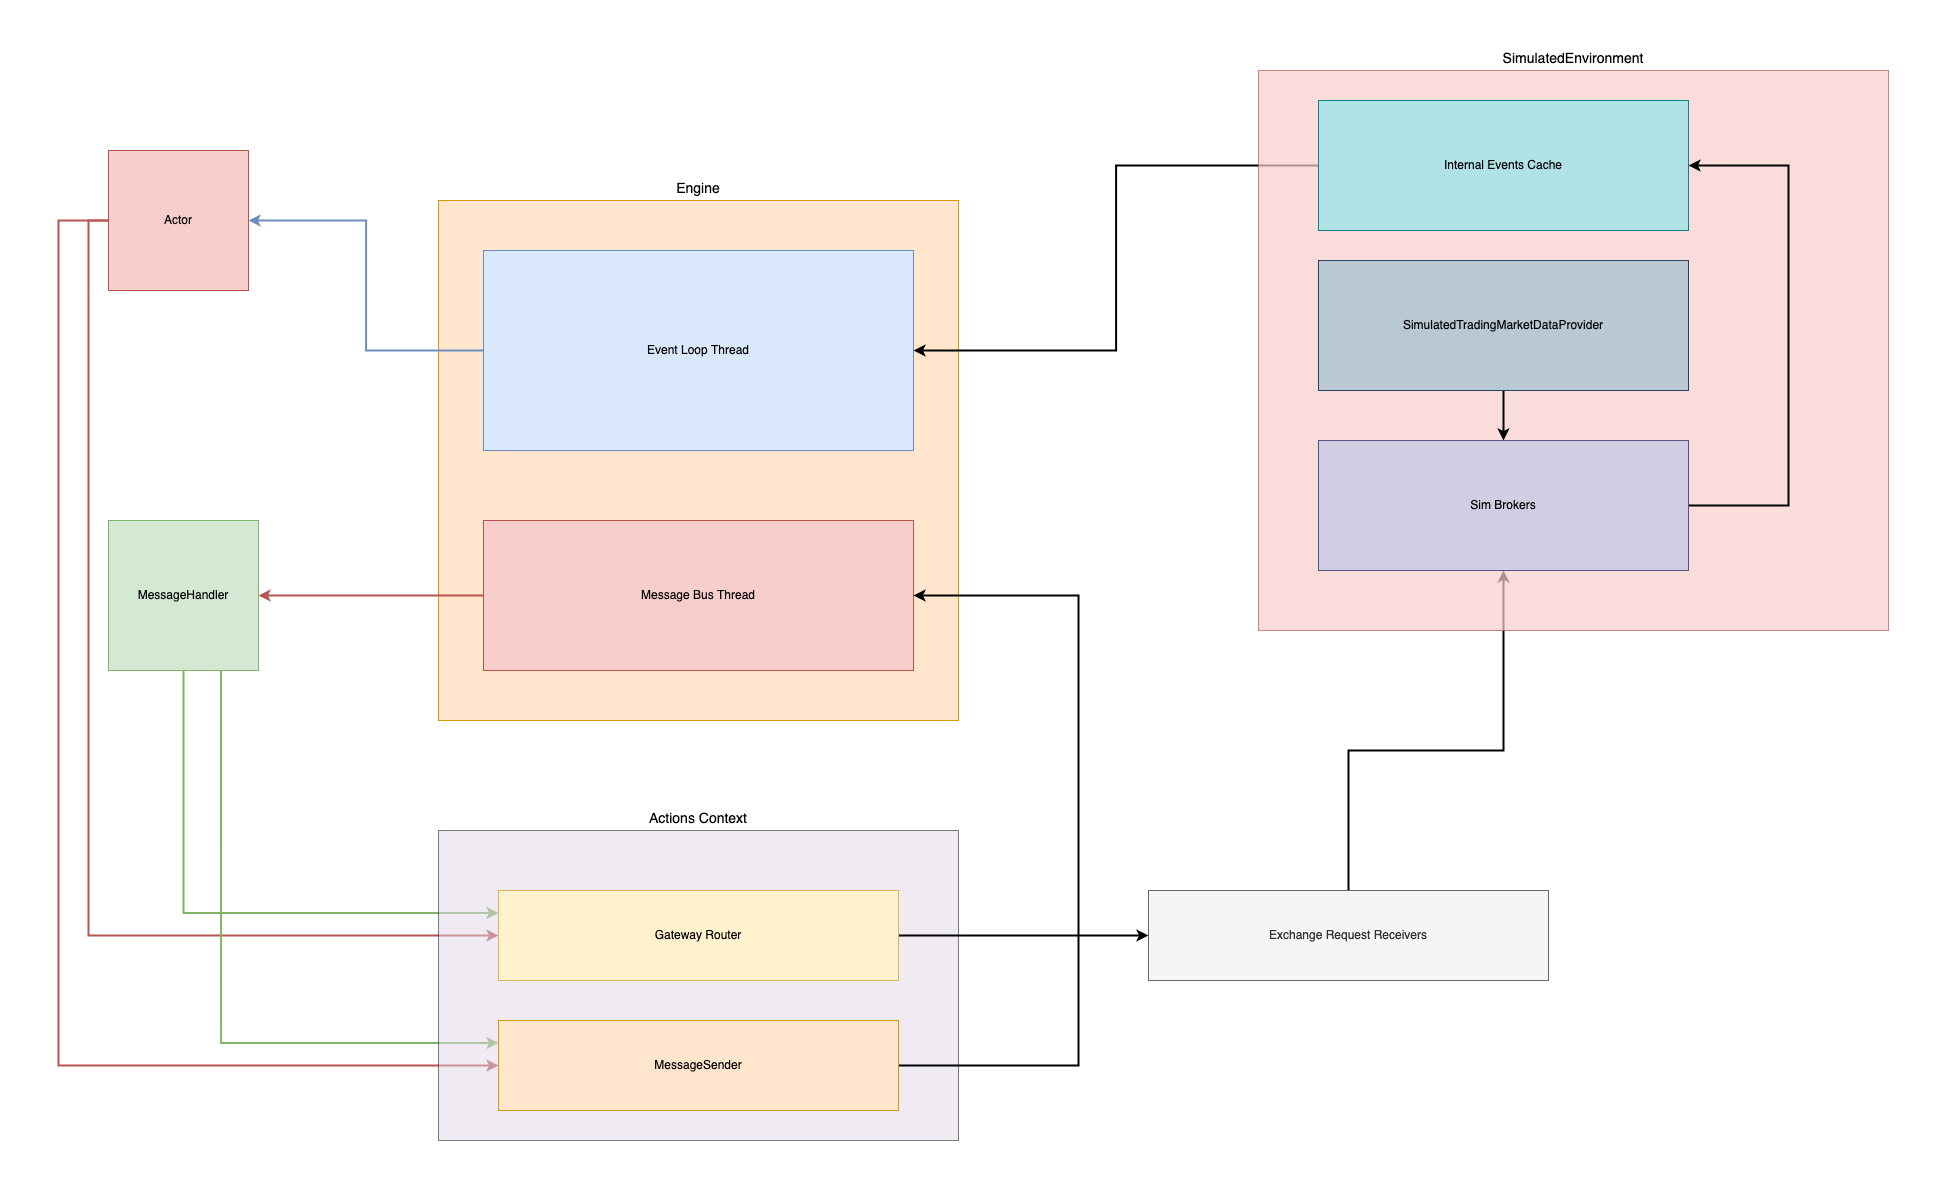 SimulatedEnvironment
Internal Events Cache
Engine
Actor
SimulatedTradingMarketDataProvider
Event Loop Thread
Sim Brokers
MessageHandler
Message Bus Thread
Actions Context
Gateway Router
Exchange Request Receivers
MessageSender